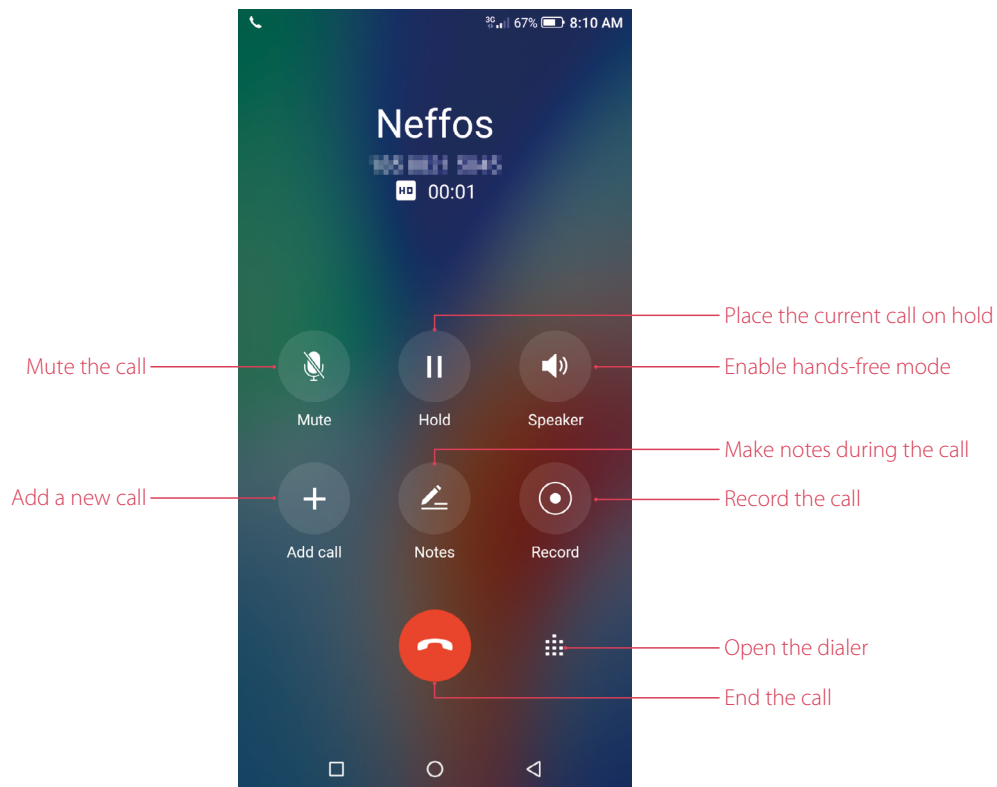 3G 67% 8:10 AM
Neffos
HD 00:01
Place the current call on hold
Mute the call
Enable hands-free mode
Mute Hold Speaker
Make notes during the call
Add a new call
Record the call
Add call Notes Record
Open the dialer
End the call